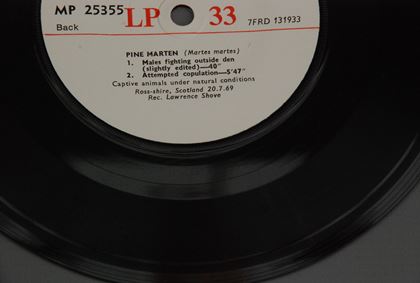 MP 25355 LP 33 7FRD 131933
Back
PINE MARTEN (Martes martes)
1. Males fighting outside den
(slightly edited)—40"
2. Attempted copulation—5'47"
Captive animals under natural conditions
Ross-shire, Scotland 20.7.69
Rec. Lawrence Shove